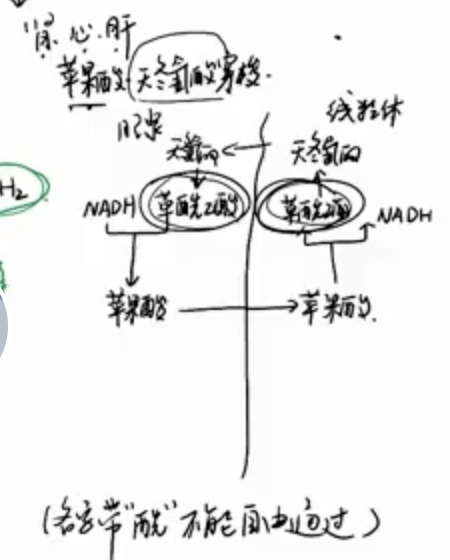 "肾、心、肝
苹果酸-天冬氨酸穿梭.
线粒体
胞浆
天氨酸 天冬氨酸
H₂
NADH 草酰乙酸 草酰乙酸 NADH
苹果酸 苹果酸.
(名字带"酰"不能自由通过)